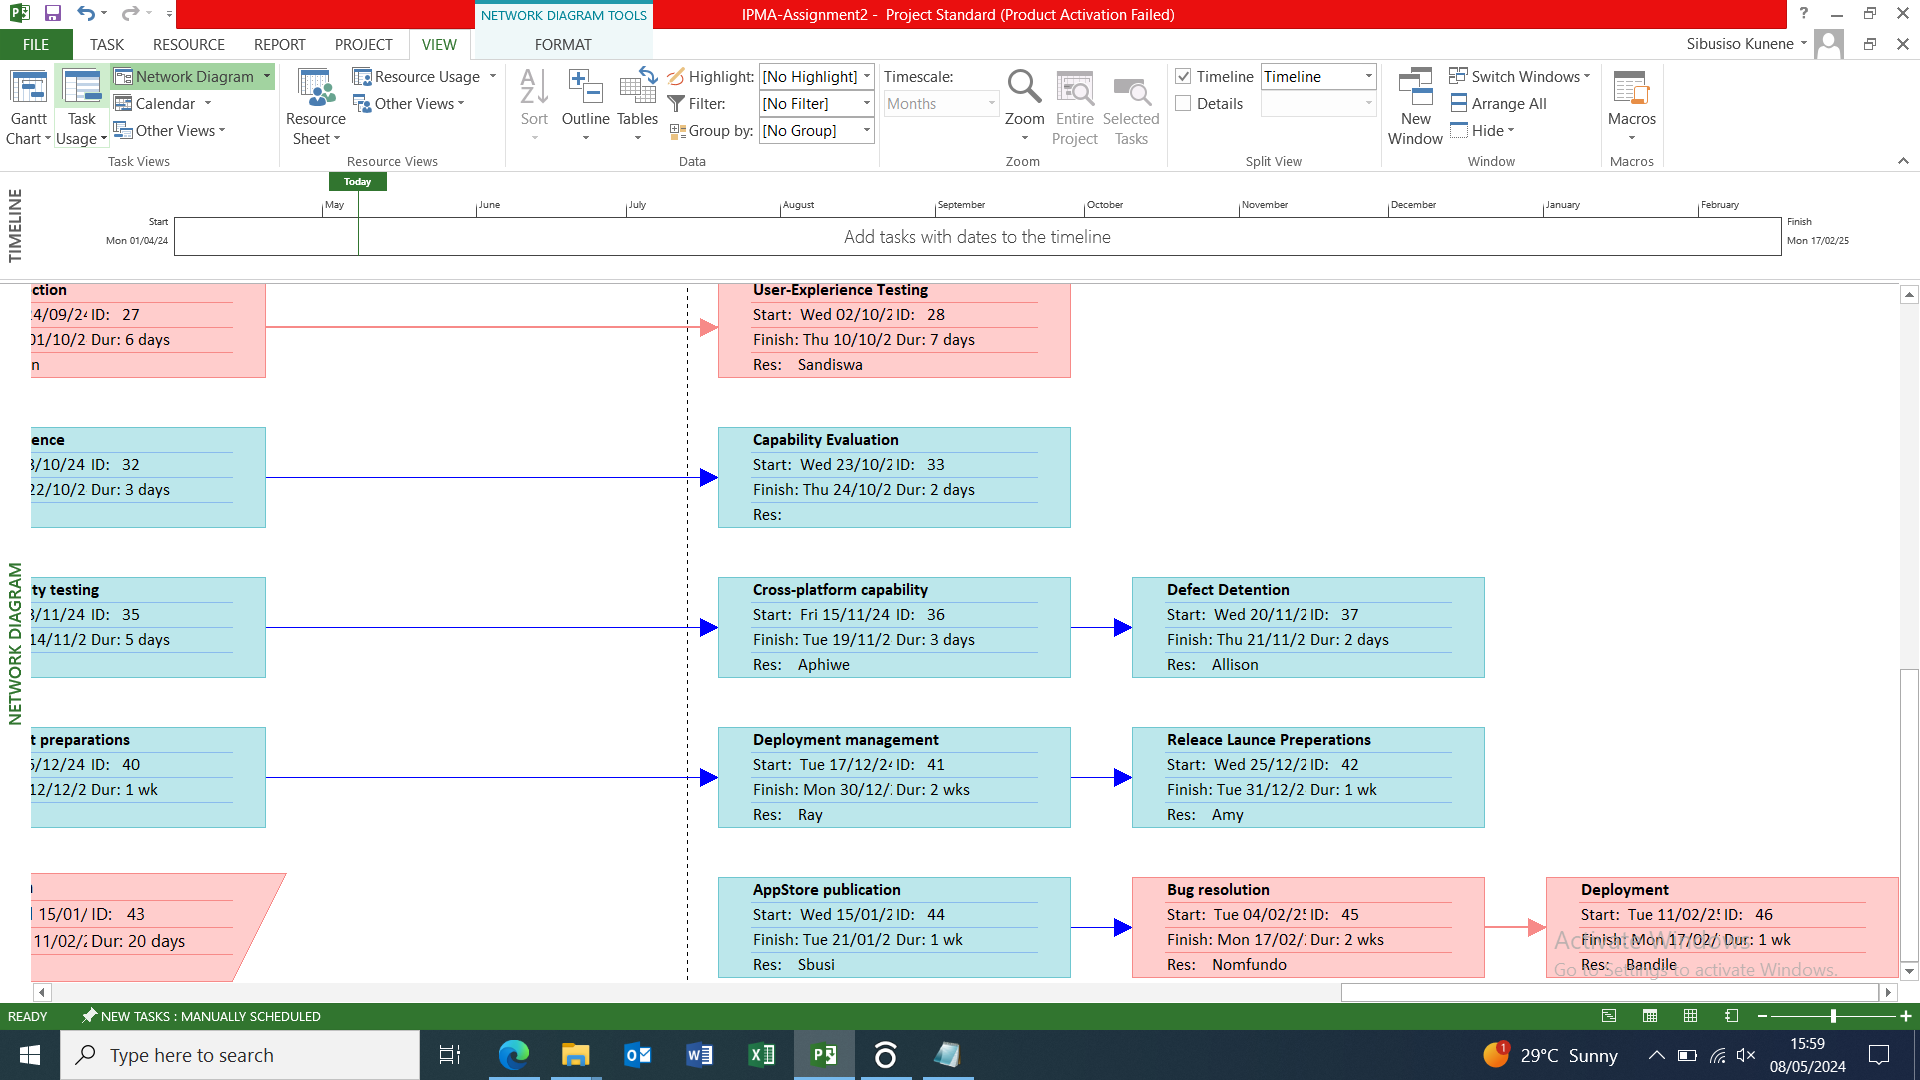 NETWORK DIAGRAM TOOLS
IPMA-Assignment2 - Project Standard (Product Activation Failed)
?
FILE TASK RESOURCE REPORT PROJECT VIEW FORMAT
Sibusiso Kunene
Gantt Chart
Task Usage
Network Diagram
Calendar
Other Views
Task Views
Resource Sheet
Resource Usage
Other Views
Resource Views
Sort
Outline
Tables
Highlight: [No Highlight]
Filter: [No Filter]
Group by: [No Group]
Data
Timescale:
Months
Zoom
Entire Project
Selected Tasks
Zoom
Timeline Timeline
Details
Split View
New Window
Switch Windows
Arrange All
Hide
Window
Macros
Macros
TIMELINE
Today
May June July August September October November December January February
Start
Mon 01/04/24
Add tasks with dates to the timeline
Finish
Mon 17/02/25
NETWORK DIAGRAM
ction
4/09/24 ID: 27
01/10/2 Dur: 6 days
n
User-Explerience Testing
Start: Wed 02/10/2 ID: 28
Finish: Thu 10/10/2 Dur: 7 days
Res: Sandiswa
ence
3/10/24 ID: 32
22/10/2 Dur: 3 days
Capability Evaluation
Start: Wed 23/10/2 ID: 33
Finish: Thu 24/10/2 Dur: 2 days
Res:
ty testing
3/11/24 ID: 35
14/11/2 Dur: 5 days
Cross-platform capability
Start: Fri 15/11/24 ID: 36
Finish: Tue 19/11/2 Dur: 3 days
Res: Aphiwe
Defect Detention
Start: Wed 20/11/2 ID: 37
Finish: Thu 21/11/2 Dur: 2 days
Res: Allison
t preparations
5/12/24 ID: 40
12/12/2 Dur: 1 wk
Deployment management
Start: Tue 17/12/24 ID: 41
Finish: Mon 30/12/ Dur: 2 wks
Res: Ray
Releace Launce Preperations
Start: Wed 25/12/2 ID: 42
Finish: Tue 31/12/2 Dur: 1 wk
Res: Amy
15/01/ ID: 43
11/02/2 Dur: 20 days
AppStore publication
Start: Wed 15/01/2 ID: 44
Finish: Tue 21/01/2 Dur: 1 wk
Res: Sbusi
Bug resolution
Start: Tue 04/02/25 ID: 45
Finish: Mon 17/02/ Dur: 2 wks
Res: Nomfundo
Deployment
Start: Tue 11/02/25 ID: 46
Finish: Mon 17/02/ Dur: 1 wk
Res: Bandile
Activate Windows
Go to Settings to activate Windows.
READY NEW TASKS : MANUALLY SCHEDULED
Type here to search
1
29°C Sunny
15:59
08/05/2024